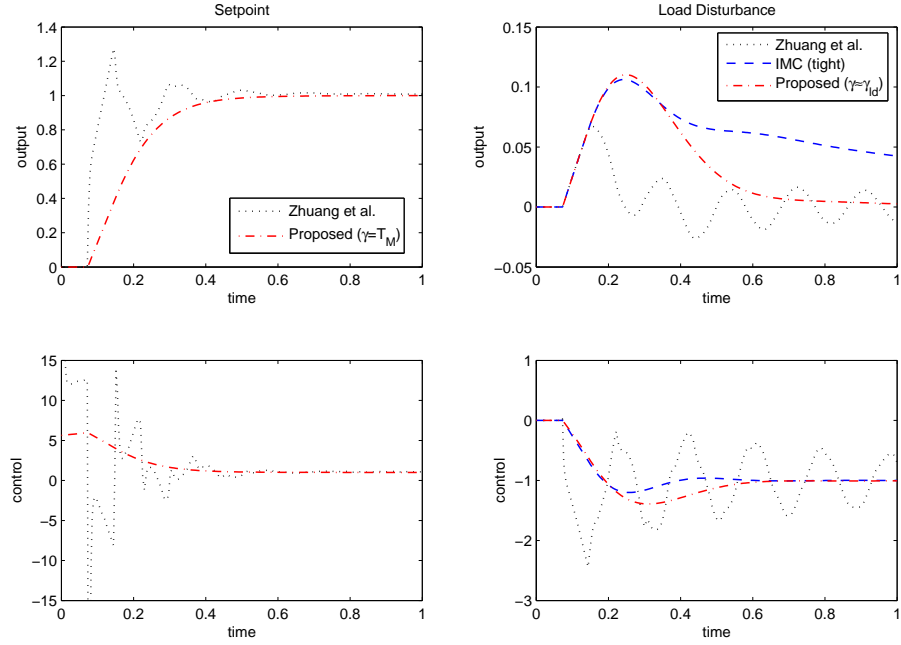 Setpoint
1.4
1.2
1
0.8
0.6
0.4
0.2
0
output
Zhuang et al.
Proposed (γ=T_M)
0 0.2 0.4 0.6 0.8 1
time
Load Disturbance
0.15
0.1
0.05
0
−0.05
output
Zhuang et al.
IMC (tight)
Proposed (γ≈γ_ld)
0 0.2 0.4 0.6 0.8 1
time
15
10
5
0
−5
−10
−15
control
0 0.2 0.4 0.6 0.8 1
time
1
0
−1
−2
−3
control
0 0.2 0.4 0.6 0.8 1
time